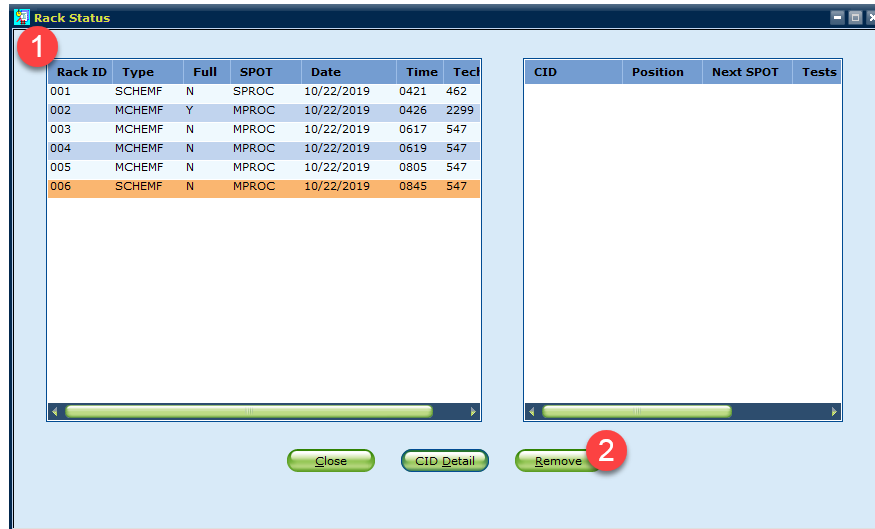 Rack Status
1
Rack ID Type Full SPOT Date Time Tech
001 SCHEMF N SPROC 10/22/2019 0421 462
002 MCHEMF Y MPROC 10/22/2019 0426 2299
003 MCHEMF N MPROC 10/22/2019 0617 547
004 MCHEMF N MPROC 10/22/2019 0619 547
005 MCHEMF N MPROC 10/22/2019 0805 547
006 SCHEMF N MPROC 10/22/2019 0845 547
CID Position Next SPOT Tests
Close CID Detail Remove 2